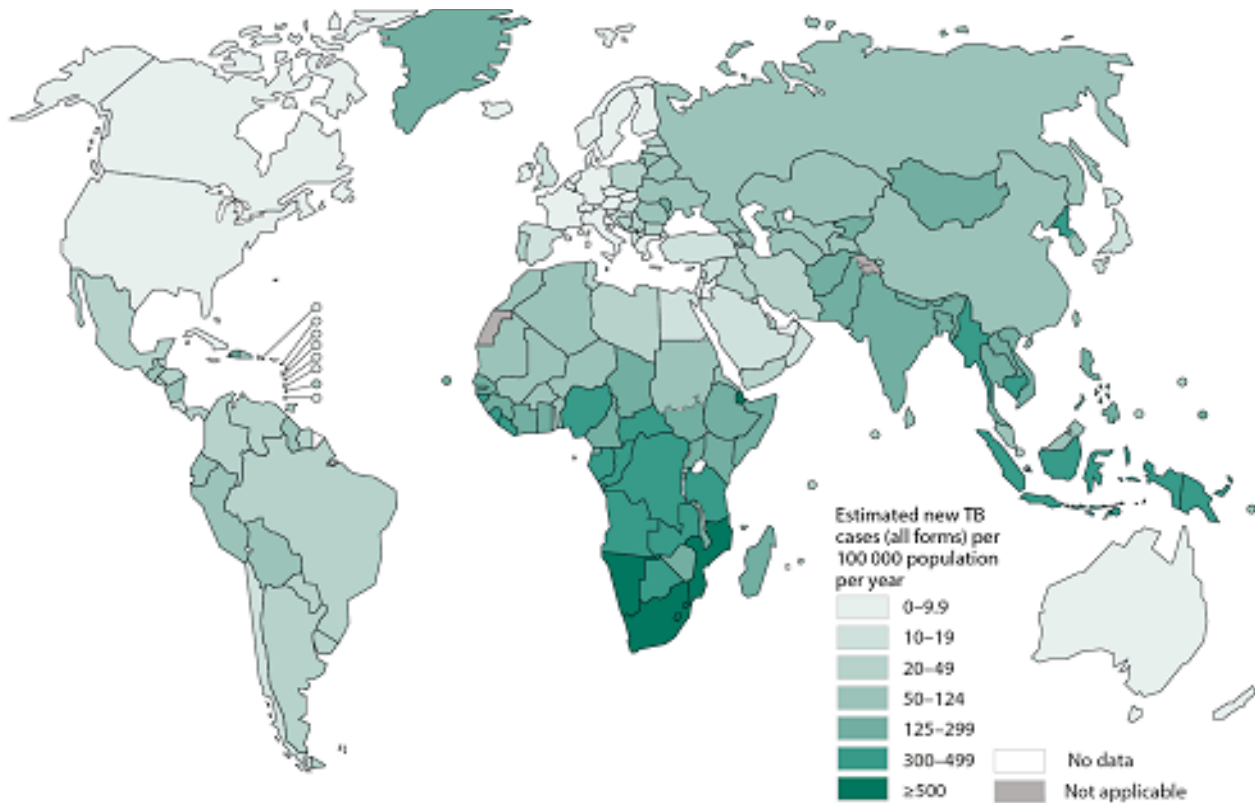 Estimated new TB
cases (all forms) per
100 000 population
per year
0–9.9
10–19
20–49
50–124
125–299
300–499
≥500
No data
Not applicable